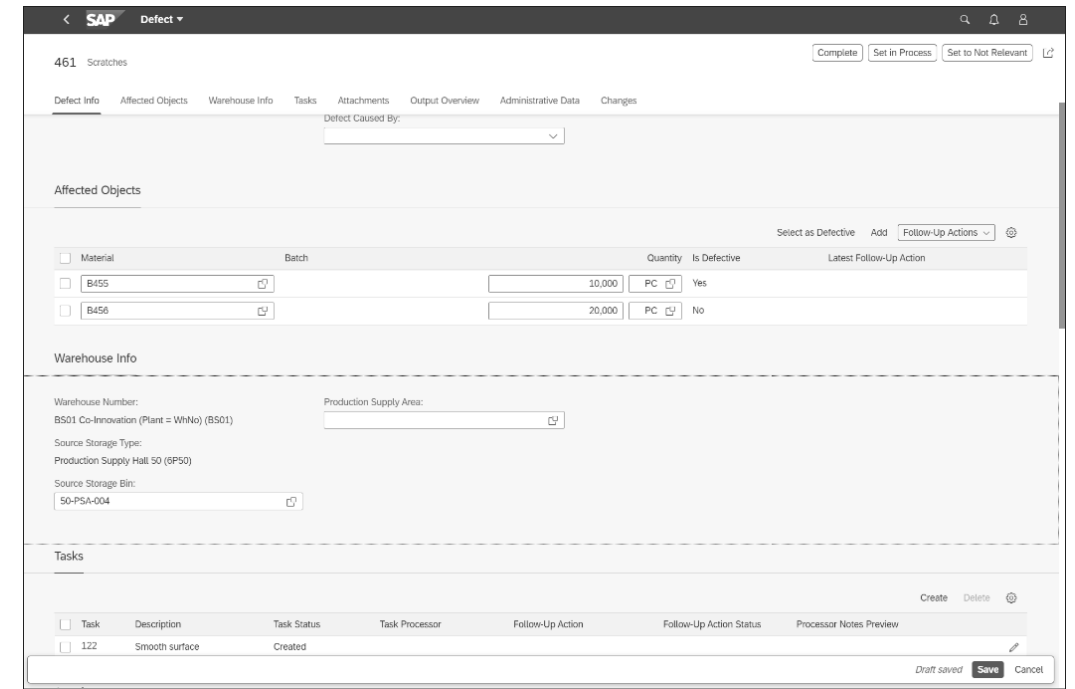 SAP Defect
461 Scratches
Complete Set in Process Set to Not Relevant
Defect Info Affected Objects Warehouse Info Tasks Attachments Output Overview Administrative Data Changes
Defect Caused By:
Affected Objects
Select as Defective Add Follow-Up Actions
Material Batch Quantity Is Defective Latest Follow-Up Action
B455 10,000 PC Yes
B456 20,000 PC No
Warehouse Info
Warehouse Number: Production Supply Area:
BS01 Co-Innovation (Plant = WhNo) (BS01)
Source Storage Type:
Production Supply Hall 50 (6P50)
Source Storage Bin:
50-PSA-004
Tasks
Create Delete
Task Description Task Status Task Processor Follow-Up Action Follow-Up Action Status Processor Notes Preview
122 Smooth surface Created
Draft saved Save Cancel